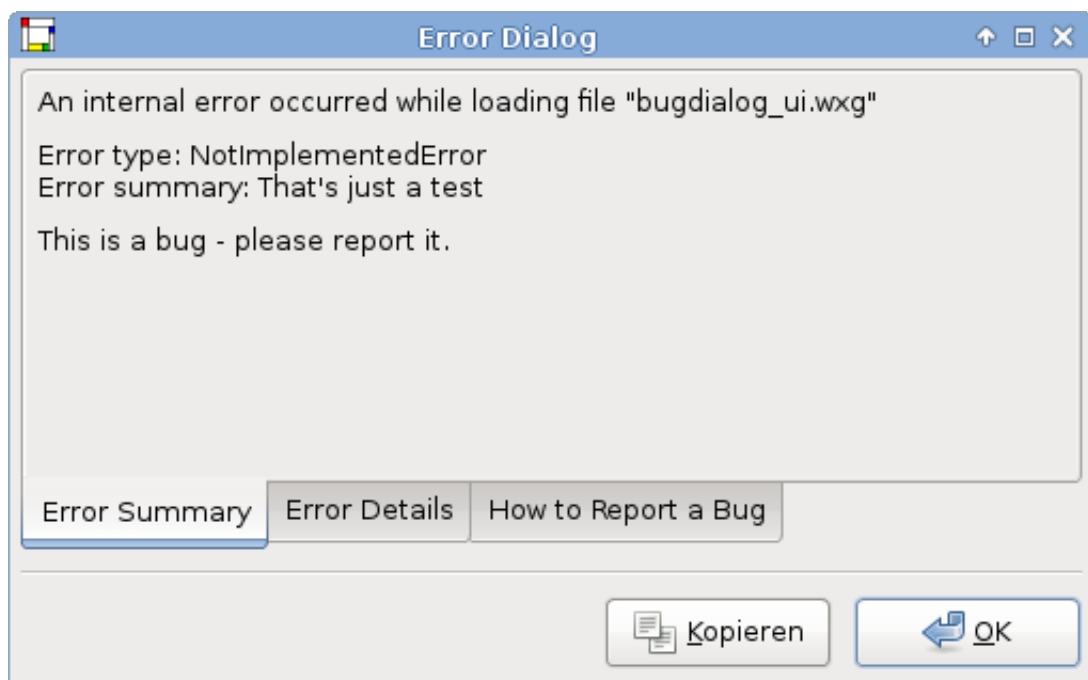 Error Dialog
An internal error occurred while loading file "bugdialog_ui.wxg"
Error type: NotImplementedError
Error summary: That's just a test
This is a bug - please report it.
Error Summary
Error Details
How to Report a Bug
Kopieren
OK